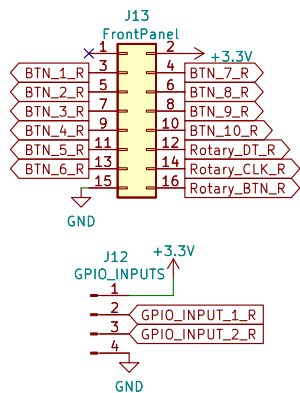 J13
FrontPanel
1 2 +3.3V
BTN_1_R 3 4 BTN_7_R
BTN_2_R 5 6 BTN_8_R
BTN_3_R 7 8 BTN_9_R
BTN_4_R 9 10 BTN_10_R
BTN_5_R 11 12 Rotary_DT_R
BTN_6_R 13 14 Rotary_CLK_R
15 16 Rotary_BTN_R
GND
J12 +3.3V
GPIO_INPUTS
1
2 GPIO_INPUT_1_R
3 GPIO_INPUT_2_R
4
GND